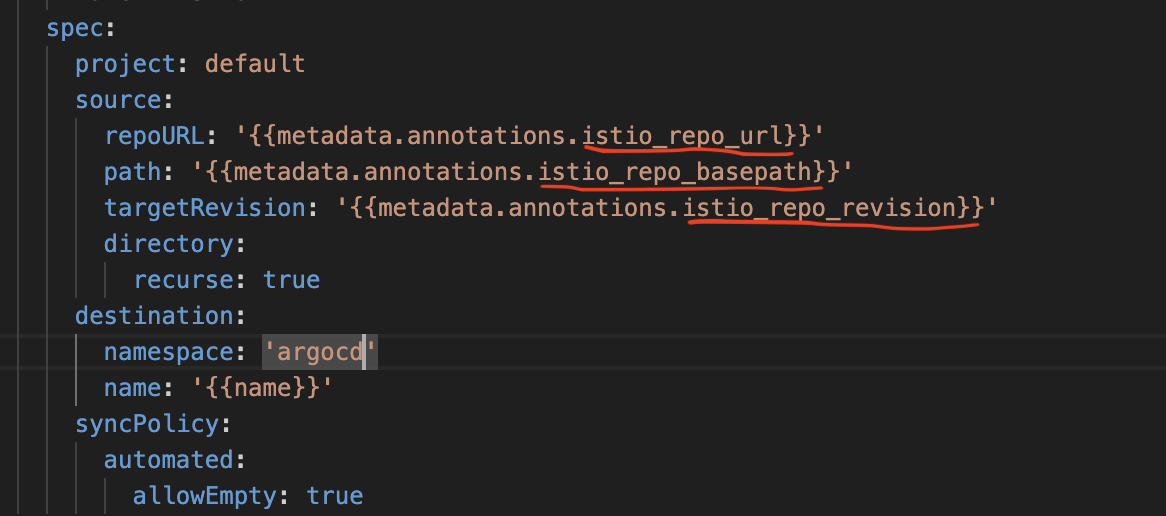 spec:
project: default
source:
repoURL: '{{metadata.annotations.istio_repo_url}}'
path: '{{metadata.annotations.istio_repo_basepath}}'
targetRevision: '{{metadata.annotations.istio_repo_revision}}'
directory:
recurse: true
destination:
namespace: 'argocd'
name: '{{name}}'
syncPolicy:
automated:
allowEmpty: true